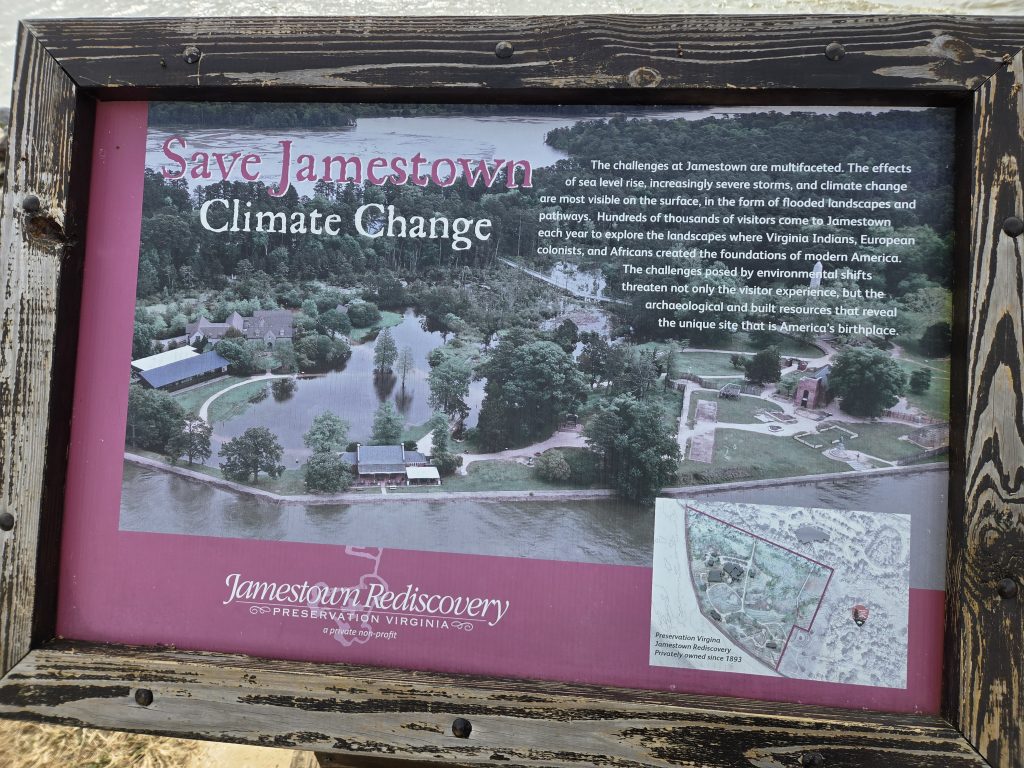 Save Jamestown
Climate Change
The challenges at Jamestown are multifaceted. The effects
of sea level rise, increasingly severe storms, and climate change
are most visible on the surface, in the form of flooded landscapes and
pathways. Hundreds of thousands of visitors come to Jamestown
each year to explore the landscapes where Virginia Indians, European
colonists, and Africans created the foundations of modern America.
The challenges posed by environmental shifts
threaten not only the visitor experience, but the
archaeological and built resources that reveal
the unique site that is America's birthplace.
Jamestown Rediscovery
PRESERVATION VIRGINIA
a private non-profit
Preservation Virgina
Jamestown Rediscovery
Privately owned since 1893